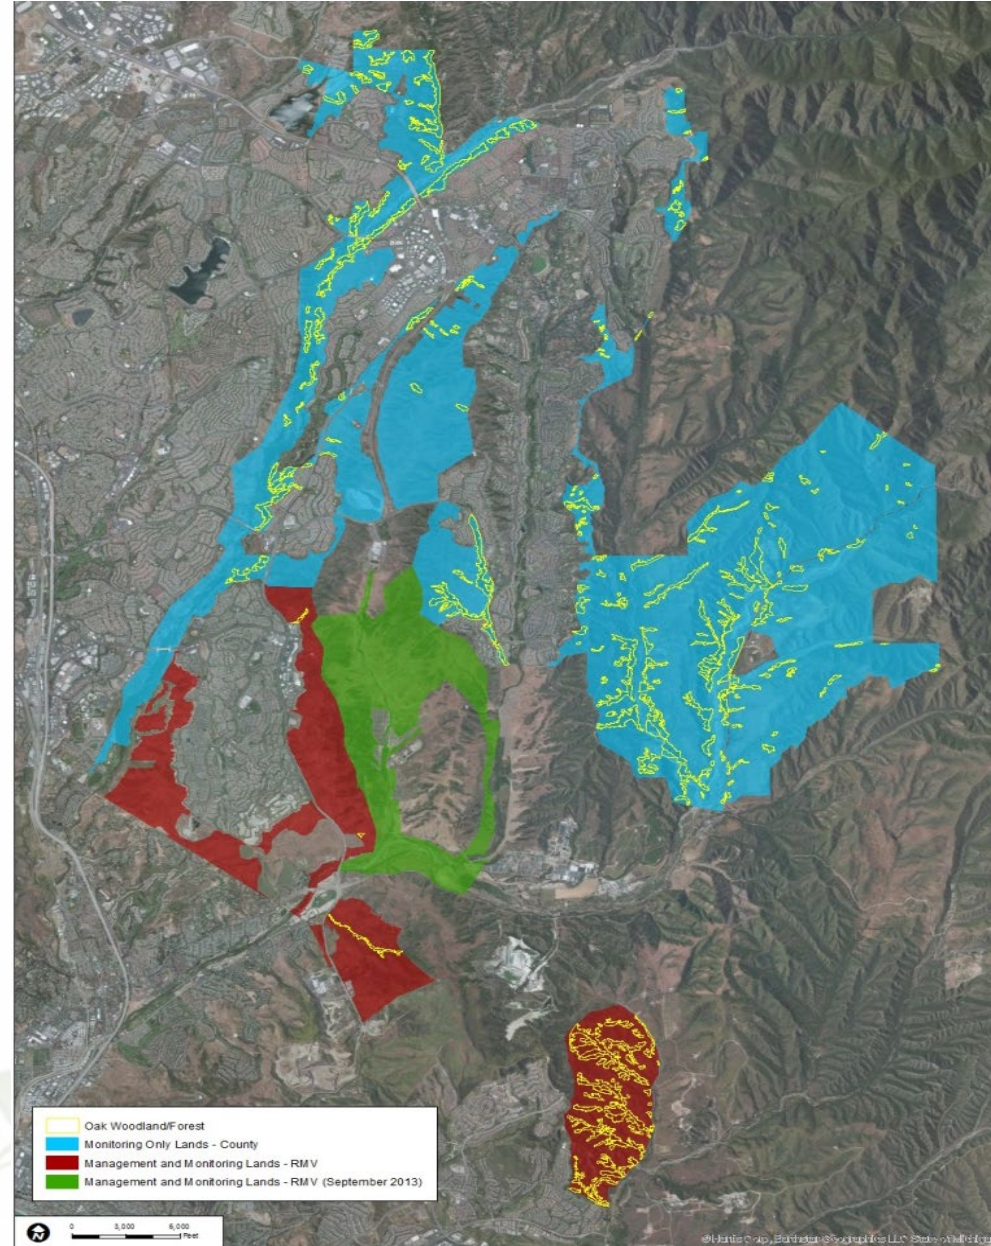 Oak Woodland/Forest
Monitoring Only Lands - County
Management and Monitoring Lands - RMV
Management and Monitoring Lands - RMV (September 2013)
N
0 3,000 6,000
Feet
LLC